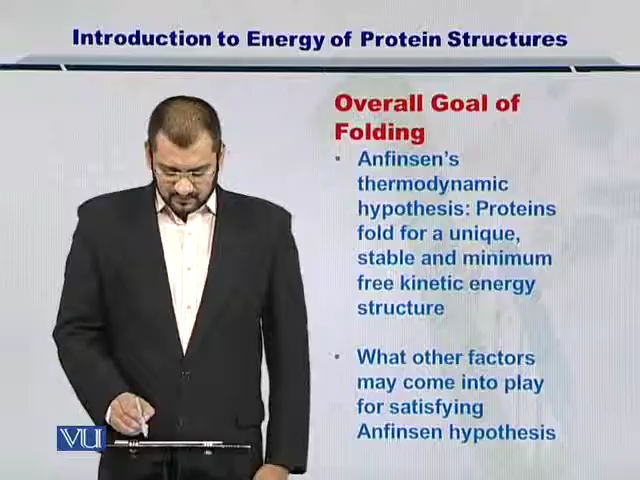 Introduction to Energy of Protein Structures
Overall Goal of
Folding
• Anfinsen's
thermodynamic
hypothesis: Proteins
fold for a unique,
stable and minimum
free kinetic energy
structure
• What other factors
may come into play
for satisfying
Anfinsen hypothesis
VU